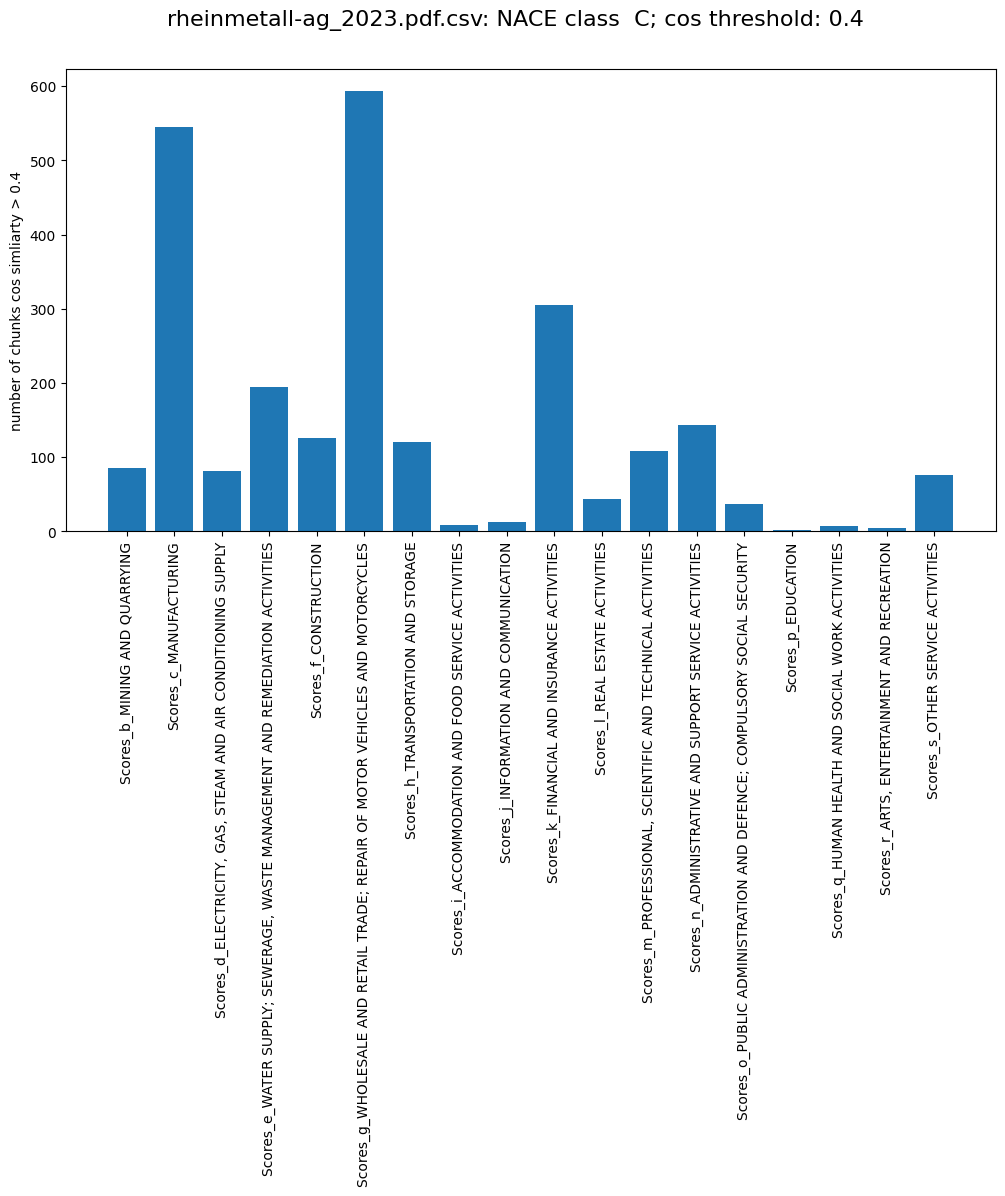 rheinmetall-ag_2023.pdf.csv: NACE class  C; cos threshold: 0.4
number of chunks cos simliarty > 0.4
600
500
400
300
200
100
0
Scores_b_MINING AND QUARRYING
Scores_c_MANUFACTURING
Scores_d_ELECTRICITY, GAS, STEAM AND AIR CONDITIONING SUPPLY
Scores_e_WATER SUPPLY; SEWERAGE, WASTE MANAGEMENT AND REMEDIATION ACTIVITIES
Scores_f_CONSTRUCTION
Scores_g_WHOLESALE AND RETAIL TRADE; REPAIR OF MOTOR VEHICLES AND MOTORCYCLES
Scores_h_TRANSPORTATION AND STORAGE
Scores_i_ACCOMMODATION AND FOOD SERVICE ACTIVITIES
Scores_j_INFORMATION AND COMMUNICATION
Scores_k_FINANCIAL AND INSURANCE ACTIVITIES
Scores_l_REAL ESTATE ACTIVITIES
Scores_m_PROFESSIONAL, SCIENTIFIC AND TECHNICAL ACTIVITIES
Scores_n_ADMINISTRATIVE AND SUPPORT SERVICE ACTIVITIES
Scores_o_PUBLIC ADMINISTRATION AND DEFENCE; COMPULSORY SOCIAL SECURITY
Scores_p_EDUCATION
Scores_q_HUMAN HEALTH AND SOCIAL WORK ACTIVITIES
Scores_r_ARTS, ENTERTAINMENT AND RECREATION
Scores_s_OTHER SERVICE ACTIVITIES